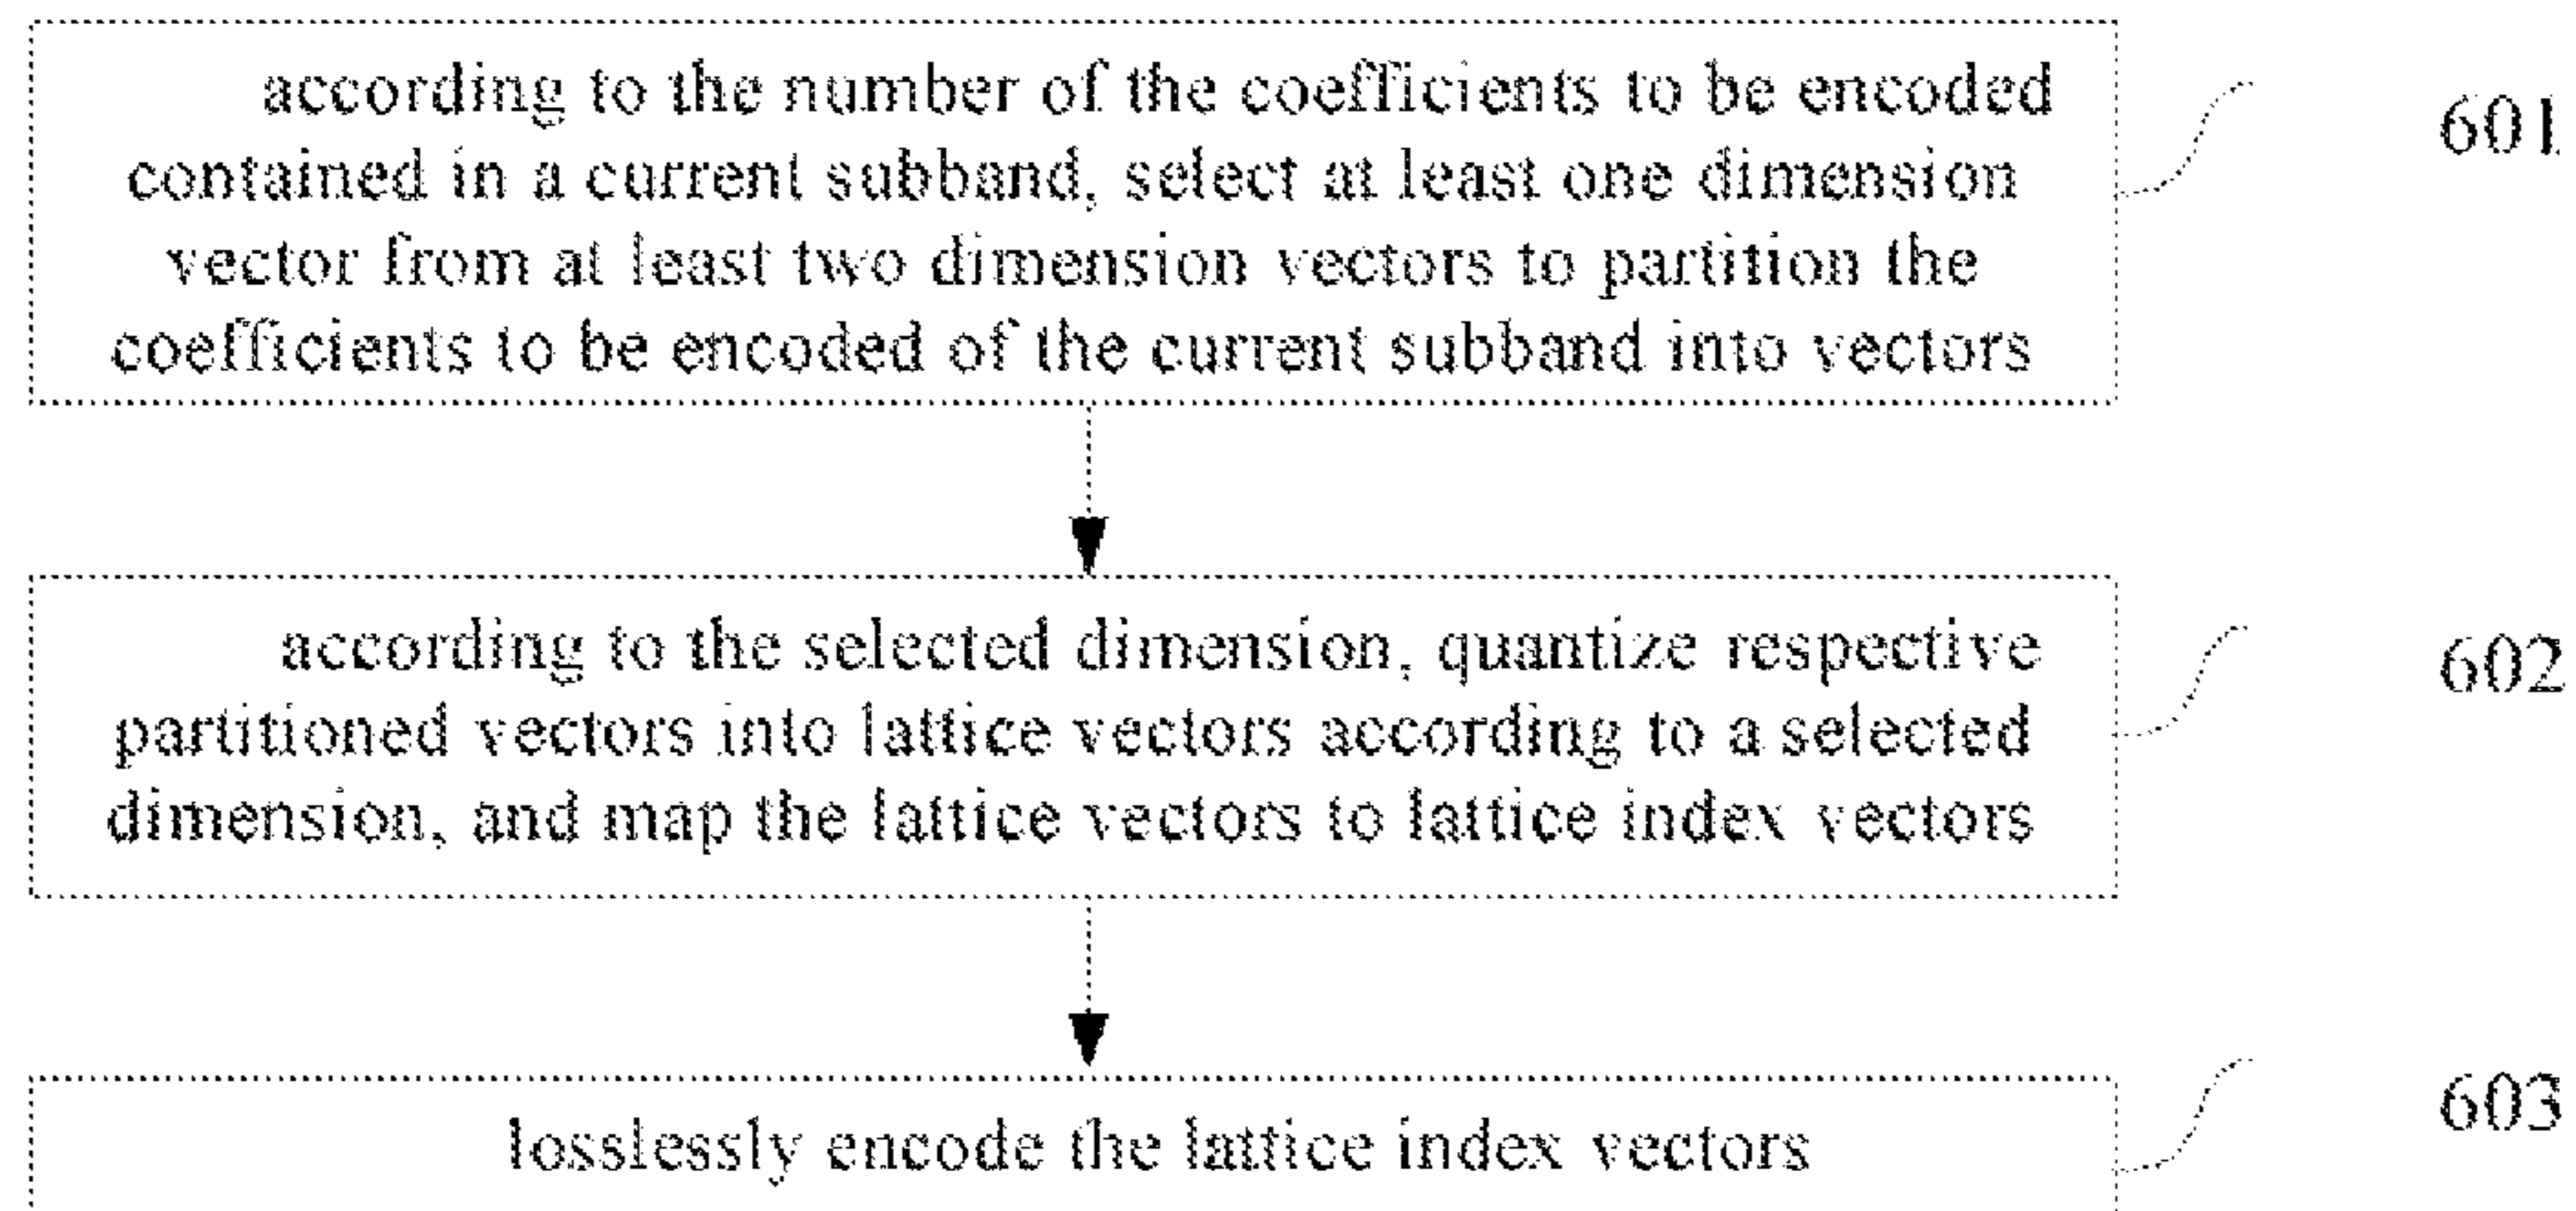 according to the number of the coefficients to be encoded
contained in a current subband, select at least one dimension
vector from at least two dimension vectors to partition the
coefficients to be encoded of the current subband into vectors
601
according to the selected dimension, quantize respective
partitioned vectors into lattice vectors according to a selected
dimension, and map the lattice vectors to lattice index vectors
602
losslessly encode the lattice index vectors
603